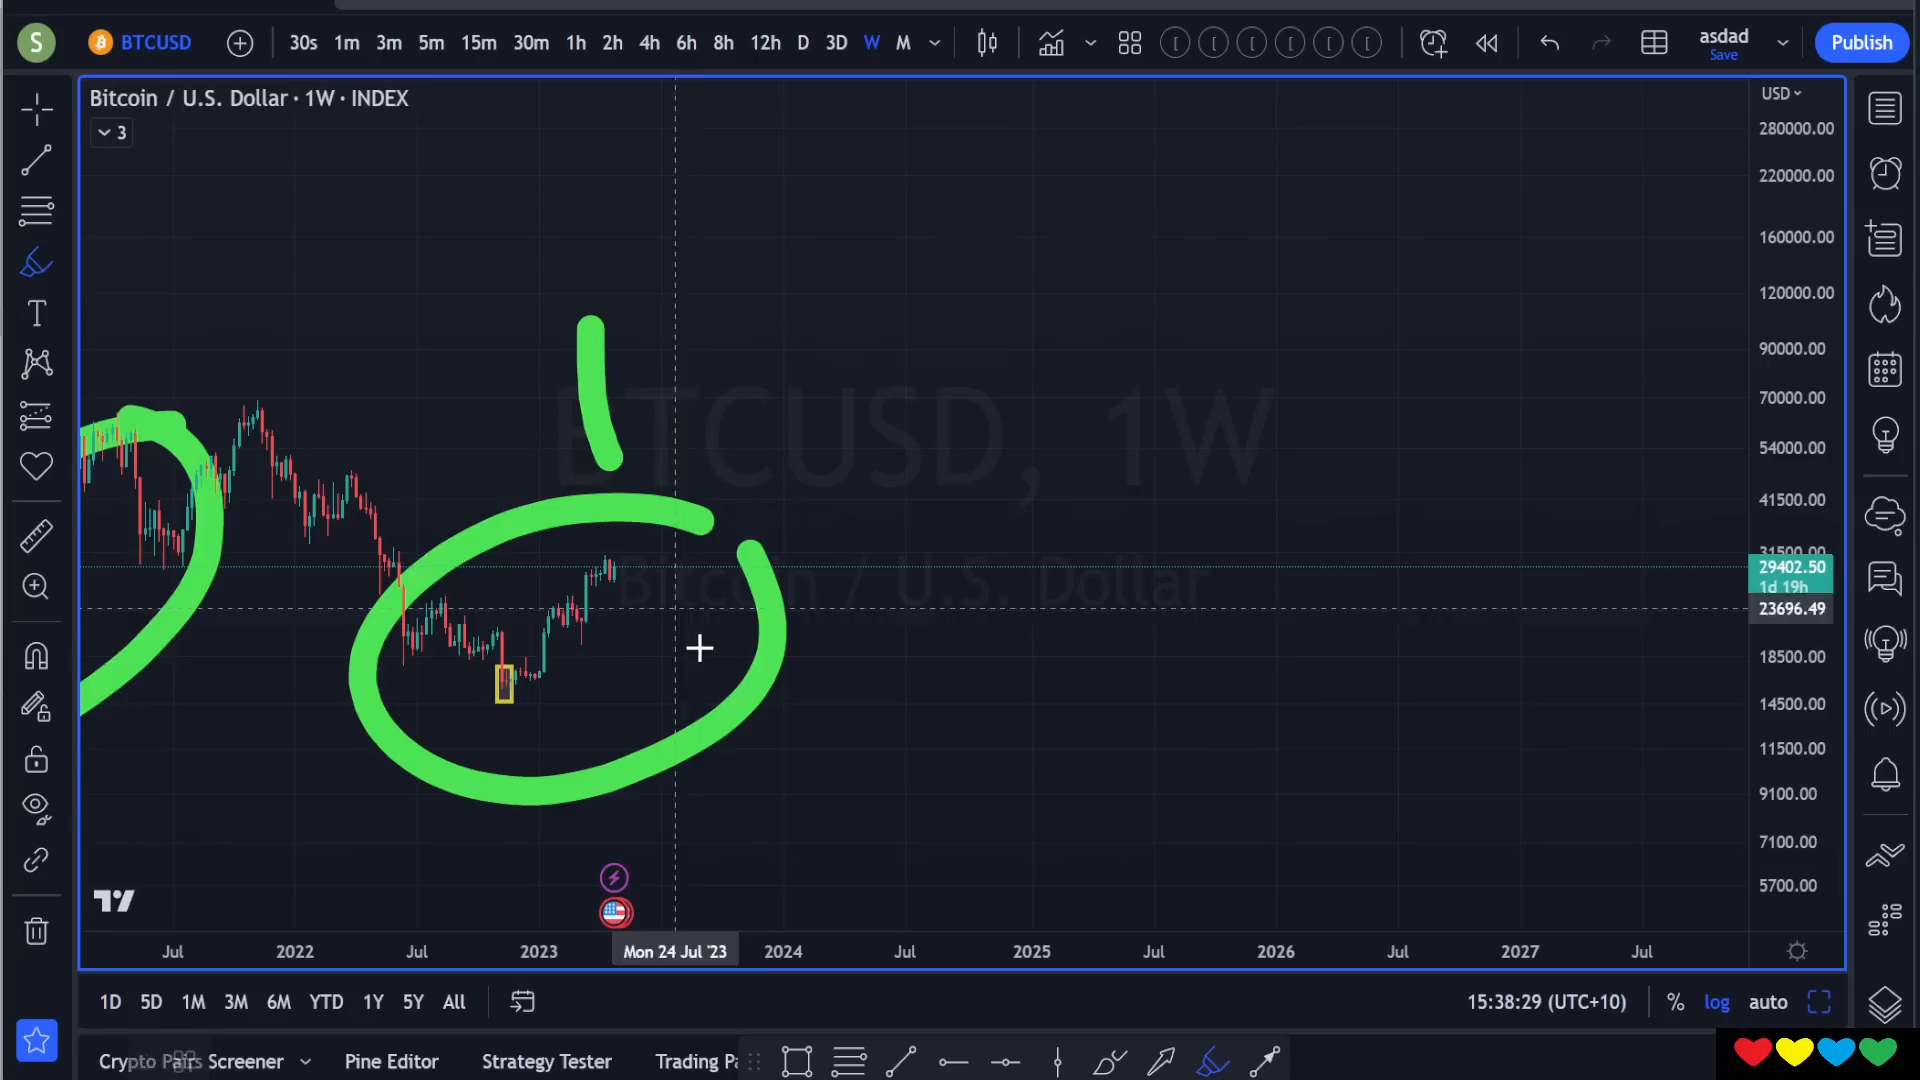 S BTCUSD 30s 1m 3m 5m 15m 30m 1h 2h 4h 6h 8h 12h D 3D W M asdad Publish
Save
Bitcoin / U.S. Dollar · 1W · INDEX
3
USD
280000.00
220000.00
160000.00
120000.00
90000.00
70000.00
54000.00
41500.00
31500.00
29402.50
1d 19h
23696.49
18500.00
14500.00
11500.00
9100.00
7100.00
5700.00
BTCUSD, 1W
Bitcoin / U.S. Dollar
Jul 2022 Jul 2023 Mon 24 Jul '23 2024 Jul 2025 Jul 2026 Jul 2027 Jul
1D 5D 1M 3M 6M YTD 1Y 5Y All 15:38:29 (UTC+10) % log auto
Crypto Pairs Screener Pine Editor Strategy Tester Trading